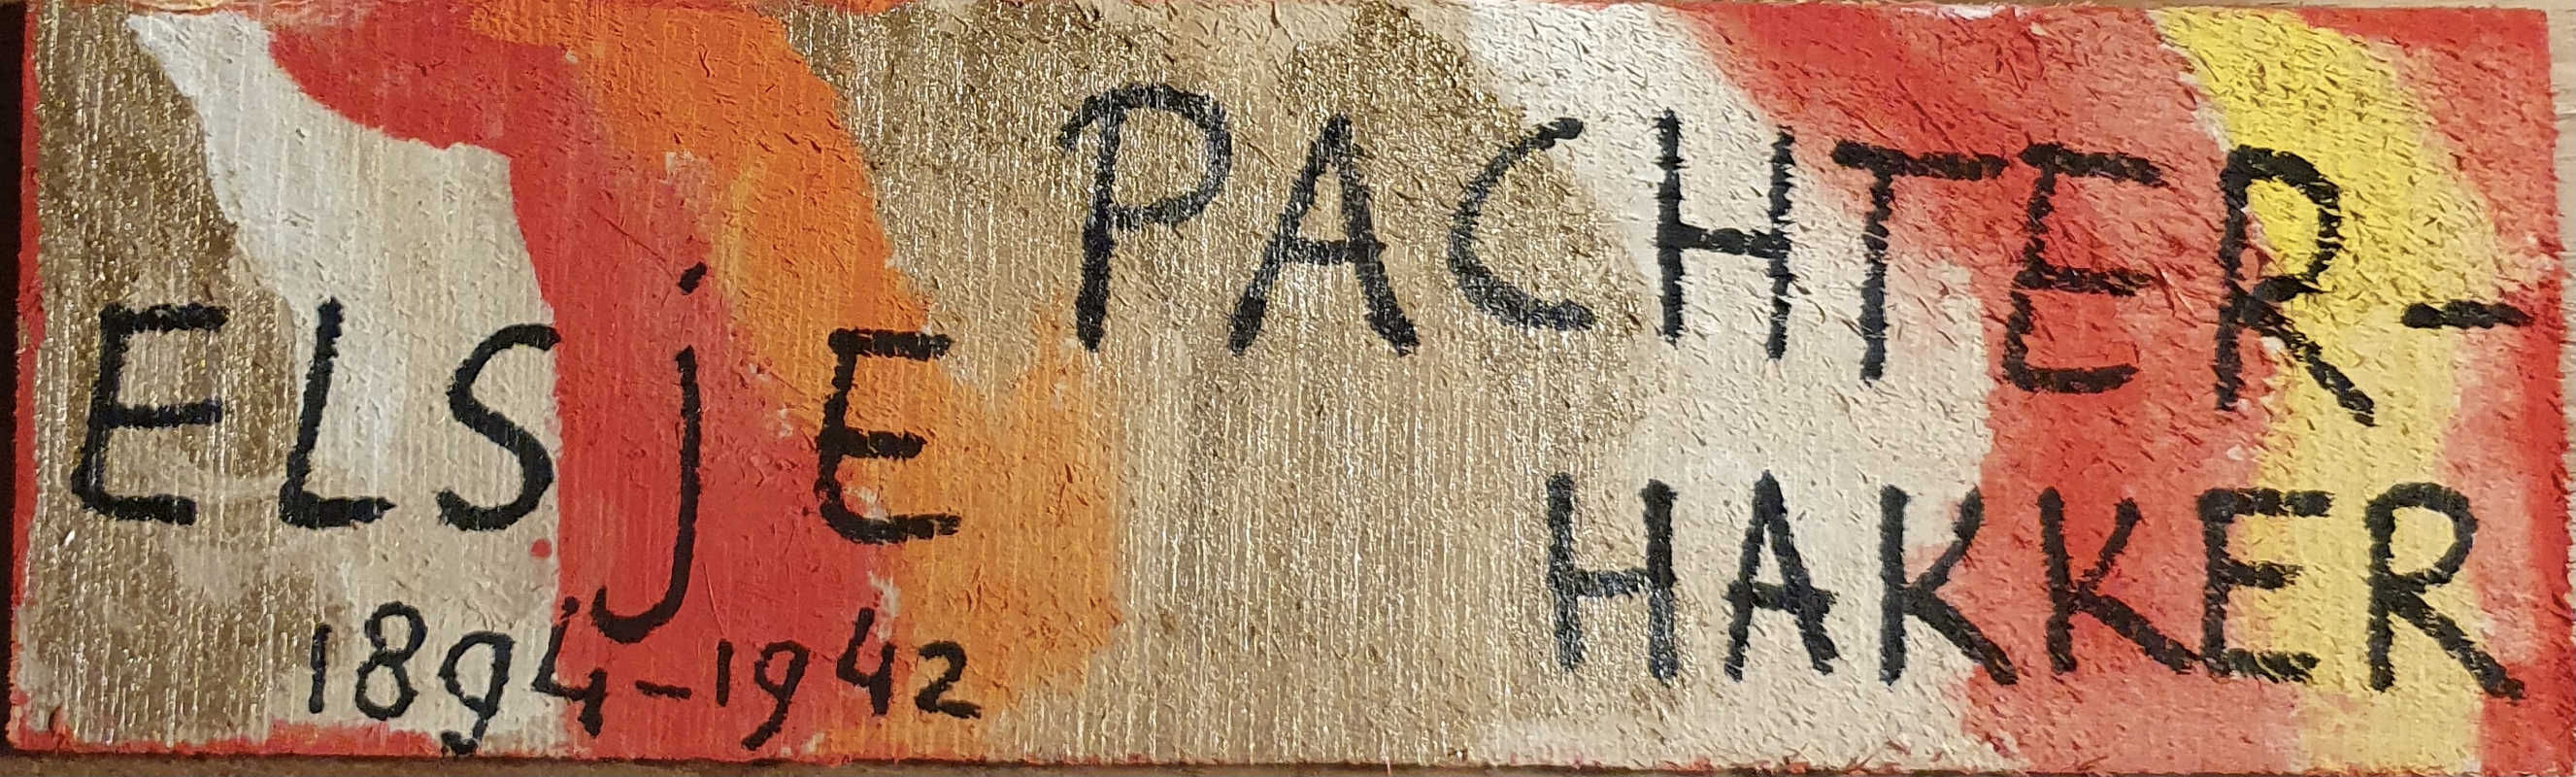 ELSjE PACHTER-
HAKKER
1894-1942